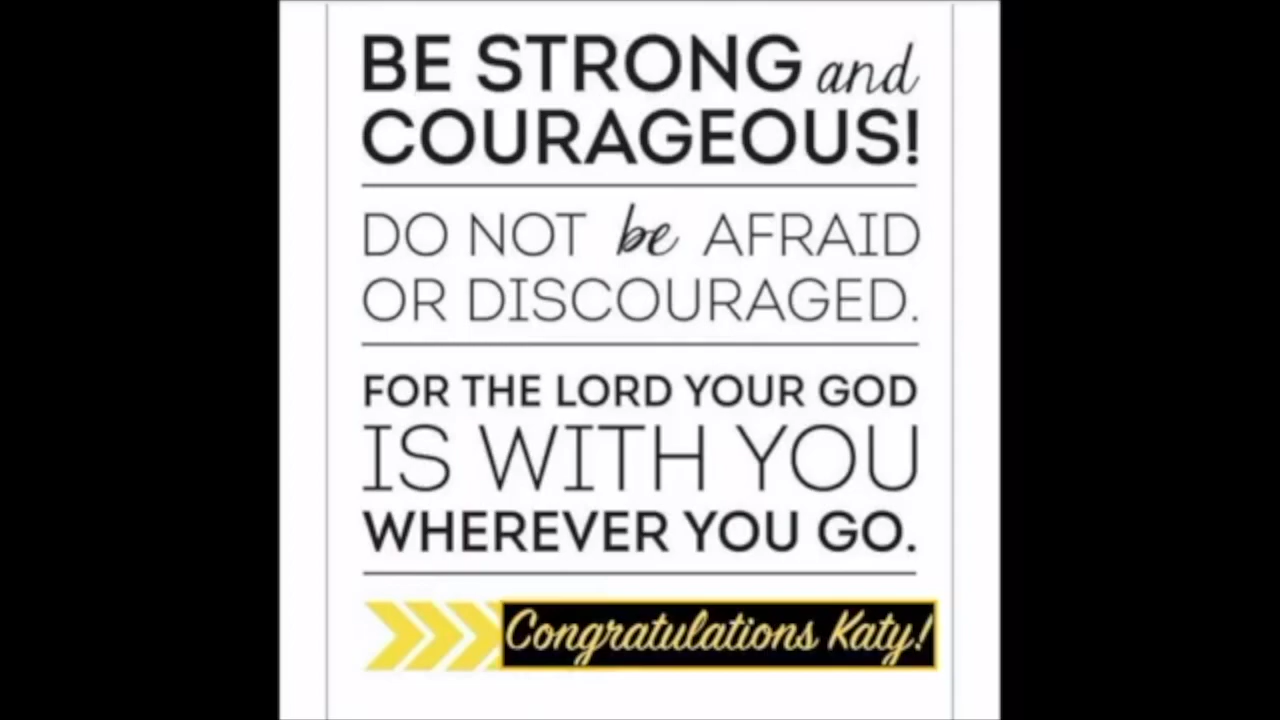 BE STRONG and
COURAGEOUS!
DO NOT be AFRAID
OR DISCOURAGED.
FOR THE LORD YOUR GOD
IS WITH YOU
WHEREVER YOU GO.
Congratulations Katy!